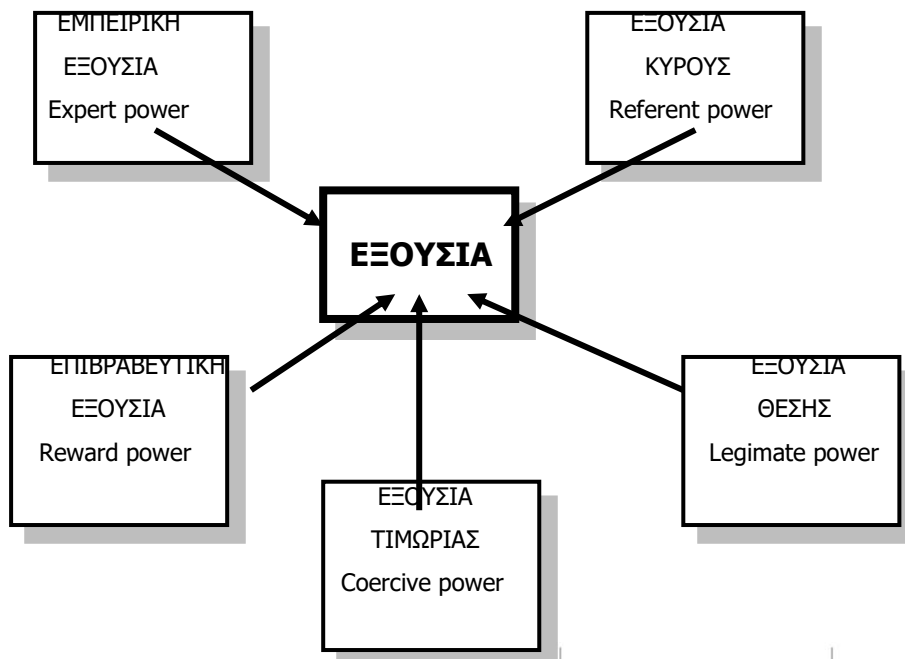 ΕΜΠΕΙΡΙΚΗ
ΕΞΟΥΣΙΑ
Expert power
ΕΞΟΥΣΙΑ
ΚΥΡΟΥΣ
Referent power
ΕΞΟΥΣΙΑ
ΕΠΙΒΡΑΒΕΥΤΙΚΗ
ΕΞΟΥΣΙΑ
Reward power
ΕΞΟΥΣΙΑ
ΤΙΜΩΡΙΑΣ
Coercive power
ΕΞΟΥΣΙΑ
ΘΕΣΗΣ
Legimate power